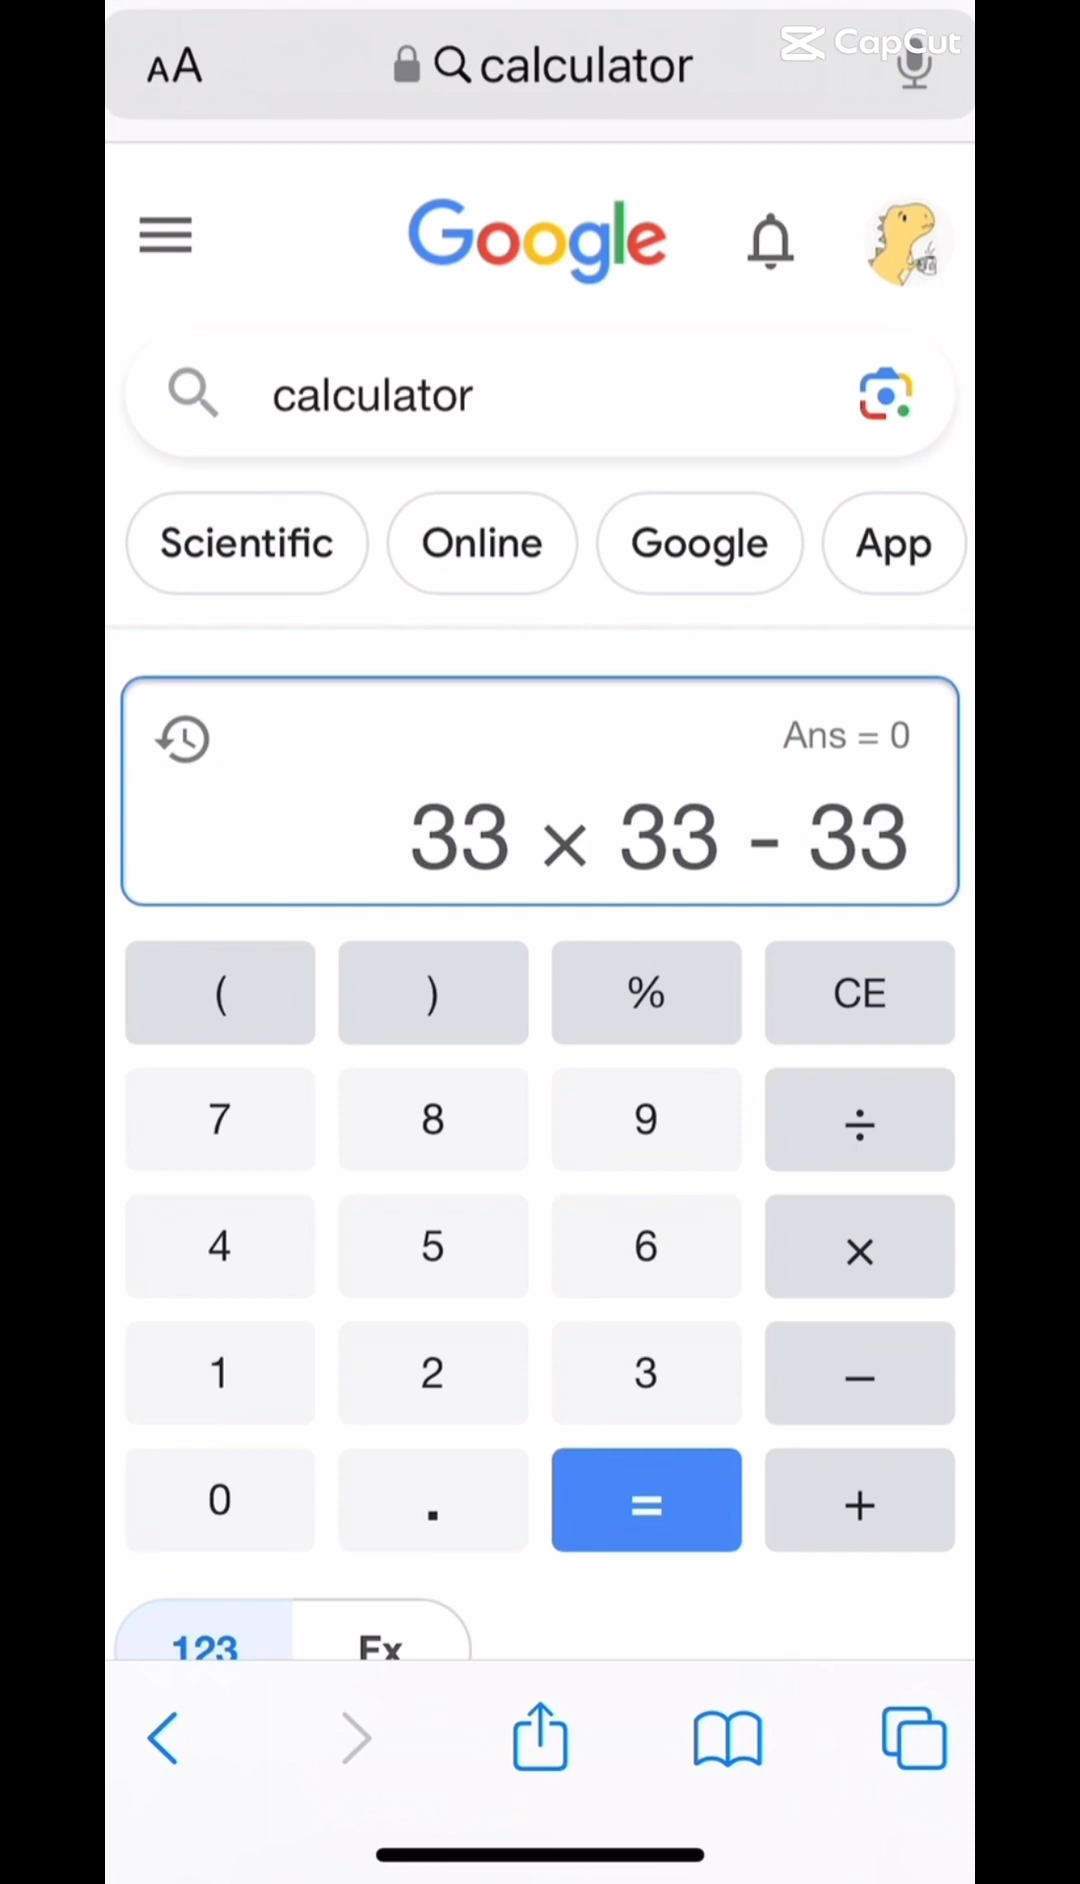 CapCut
AA calculator
Google
calculator
Scientific Online Google App
Ans = 0
33 × 33 - 33
( ) % CE
7 8 9 ÷
4 5 6 ×
1 2 3 −
0 . = +
123 Fx